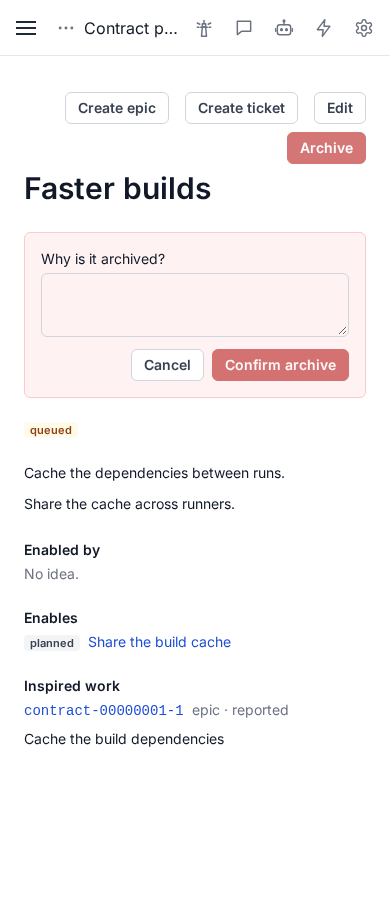 Contract p...
Create epic
Create ticket
Edit
Archive
Faster builds
Why is it archived?
Cancel
Confirm archive
queued
Cache the dependencies between runs.
Share the cache across runners.
Enabled by
No idea.
Enables
planned Share the build cache
Inspired work
contract-00000001-1 epic · reported
Cache the build dependencies